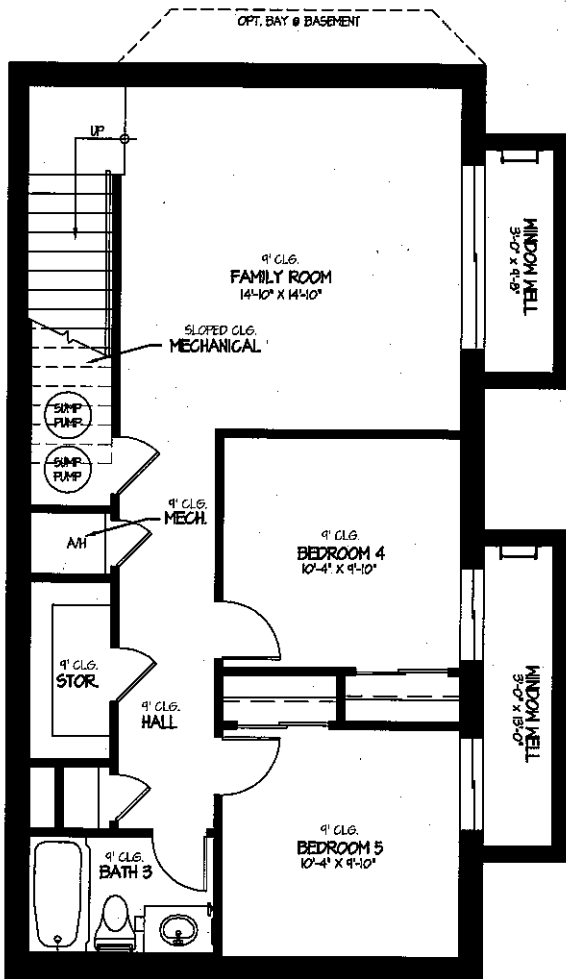 OPT. BAY @ BASEMENT
UP
9' CLG.
FAMILY ROOM
14'-10" X 14'-10"
WINDOW WELL
3'-0" x 9'-8"
SLOPED CLG.
MECHANICAL
SUMP
PUMP
SUMP
PUMP
9' CLG.
MECH.
A/H
9' CLG.
BEDROOM 4
10'-4" X 9'-10"
9' CLG.
STOR.
9' CLG.
HALL
WINDOW WELL
3'-0" x 13'-0"
9' CLG.
BATH 3
9' CLG.
BEDROOM 5
10'-4" X 9'-10"